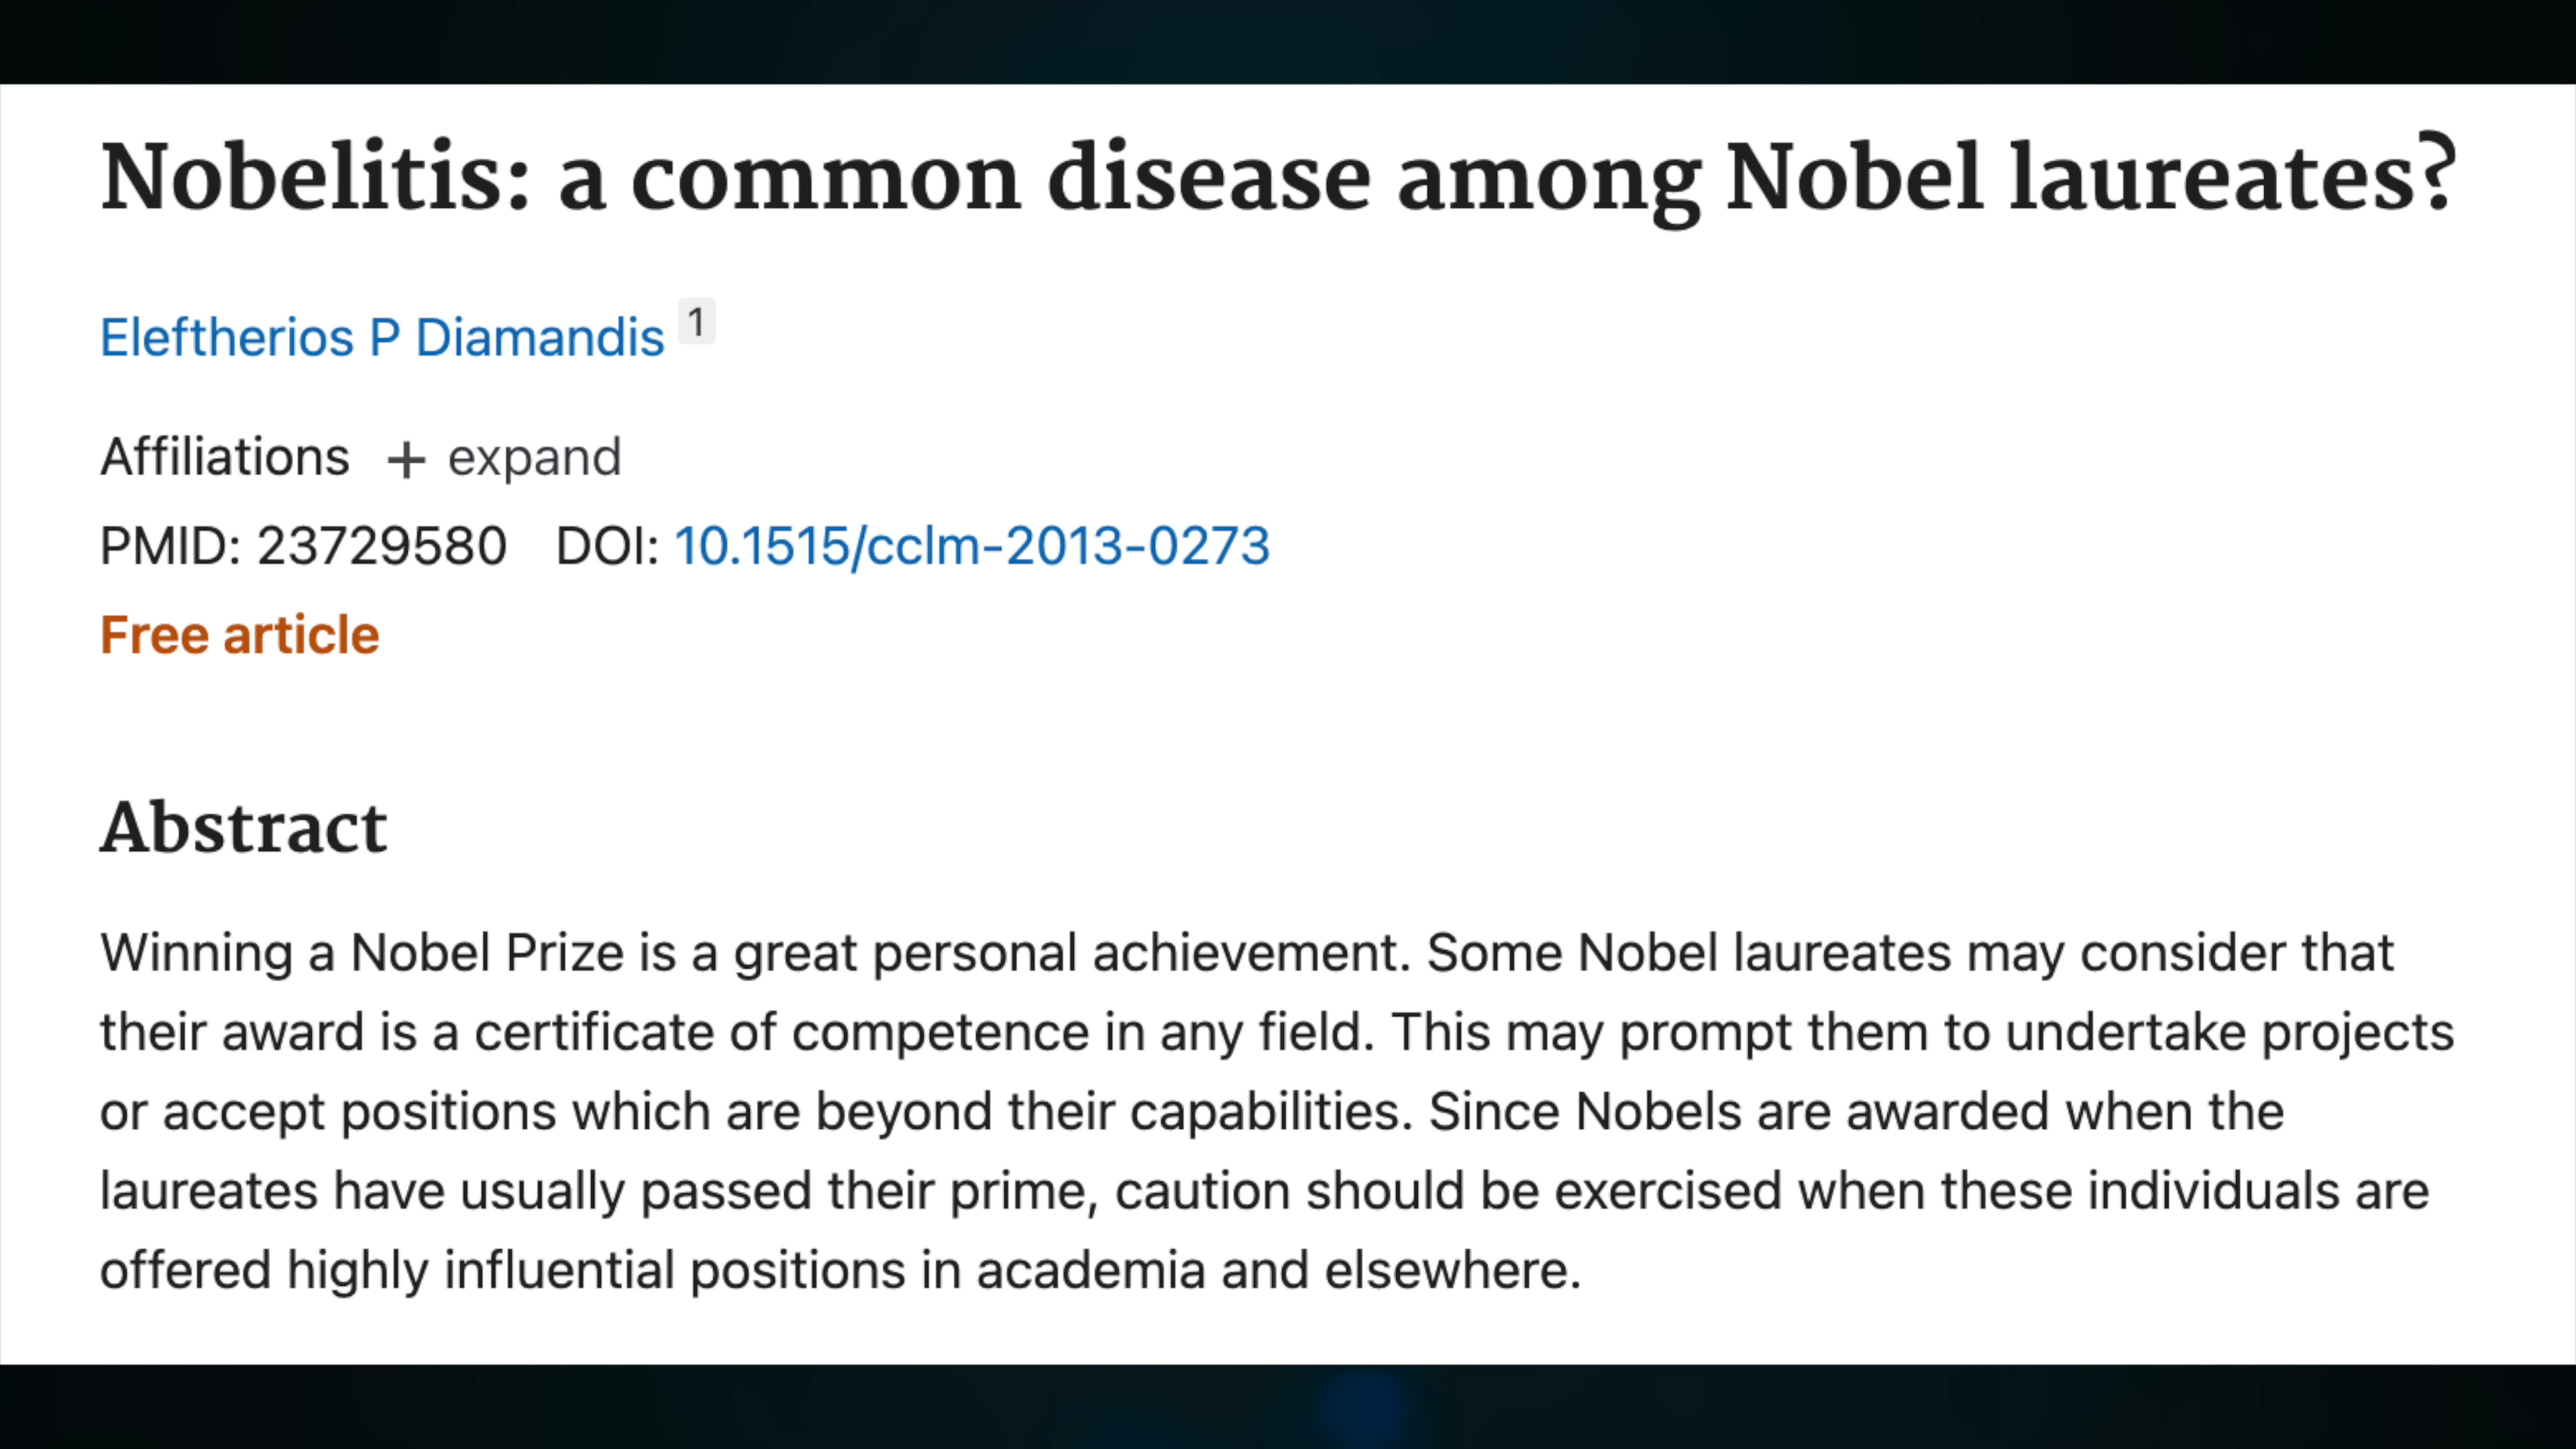 Nobelitis: a common disease among Nobel laureates?
Eleftherios P Diamandis 1
Affiliations + expand
PMID: 23729580 DOI: 10.1515/cclm-2013-0273
Free article
Abstract
Winning a Nobel Prize is a great personal achievement. Some Nobel laureates may consider that
their award is a certificate of competence in any field. This may prompt them to undertake projects
or accept positions which are beyond their capabilities. Since Nobels are awarded when the
laureates have usually passed their prime, caution should be exercised when these individuals are
offered highly influential positions in academia and elsewhere.